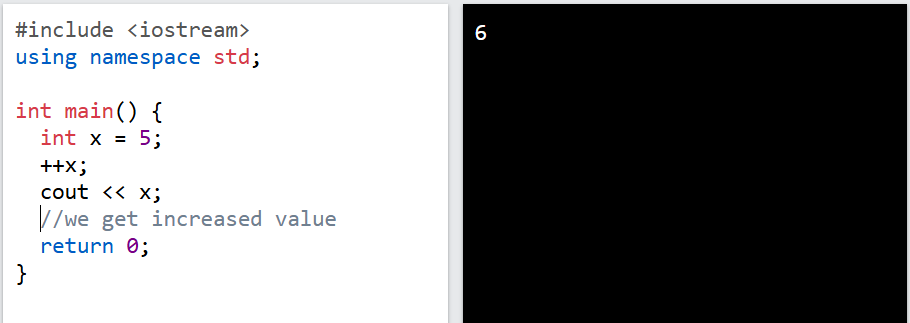 #include <iostream>
using namespace std;
int main() {
int x = 5;
++x;
cout << x;
//we get increased value
return 0;
}
6